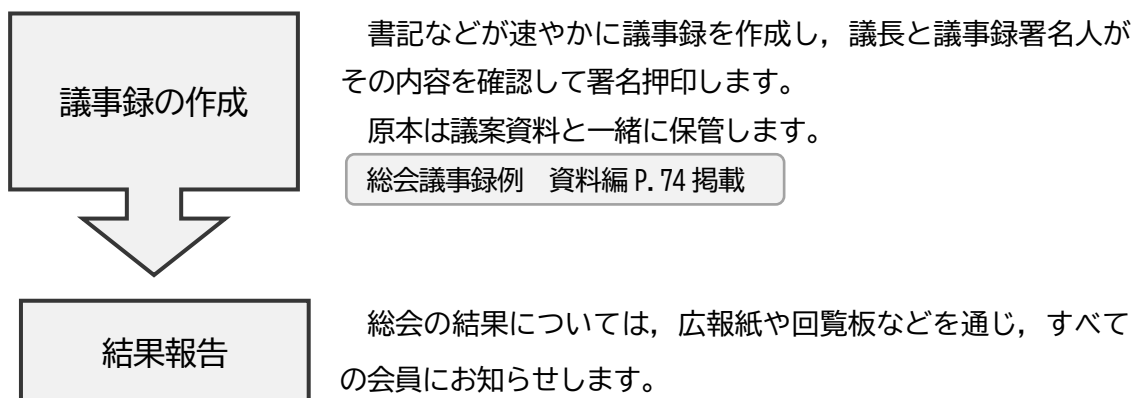 議事録の作成
書記などが速やかに議事録を作成し，議長と議事録署名人が
その内容を確認して署名押印します。
原本は議案資料と一緒に保管します。
総会議事録例　資料編 P.74 掲載
結果報告
総会の結果については，広報紙や回覧板などを通じ，すべて
の会員にお知らせします。